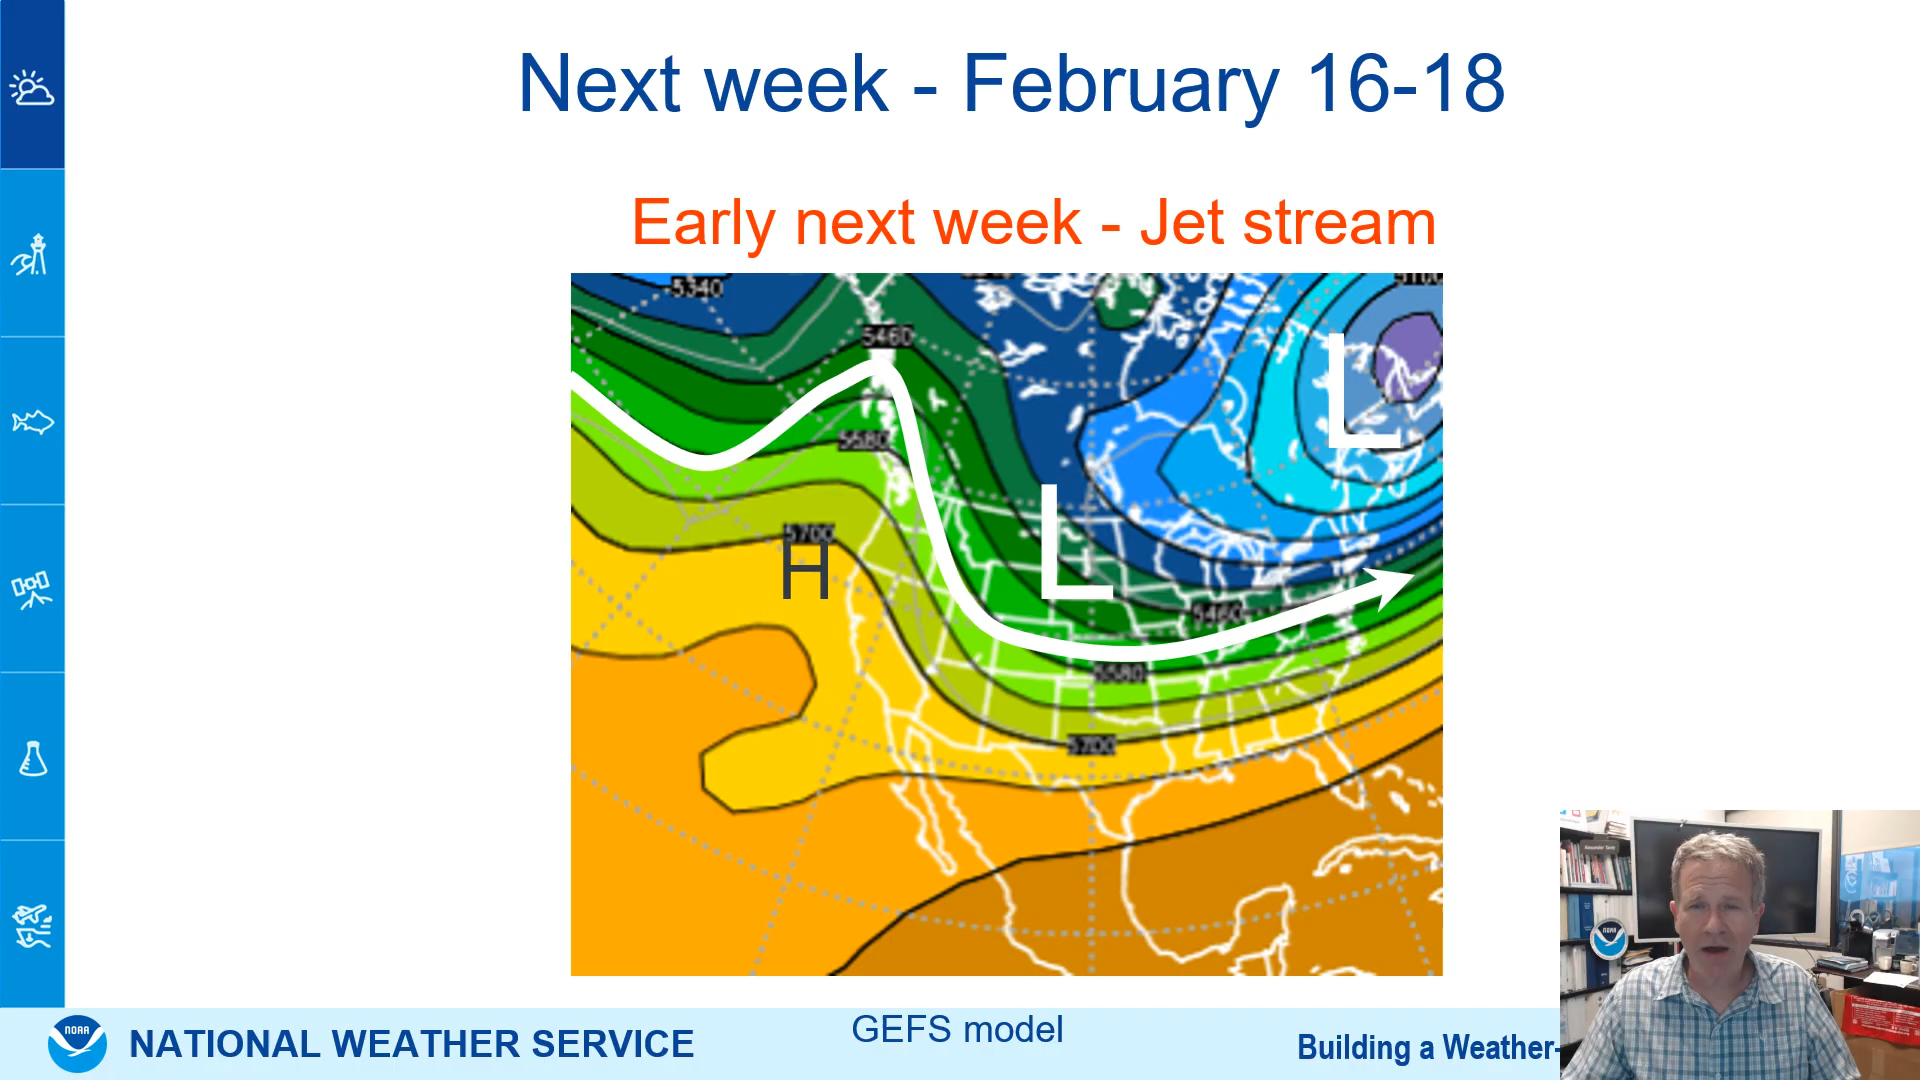 Next week - February 16-18
Early next week - Jet stream
5340
5460
5580
5700
H
L
L
5460
5580
5700
NOAA
NATIONAL WEATHER SERVICE
GEFS model
Building a Weather-
NOAA